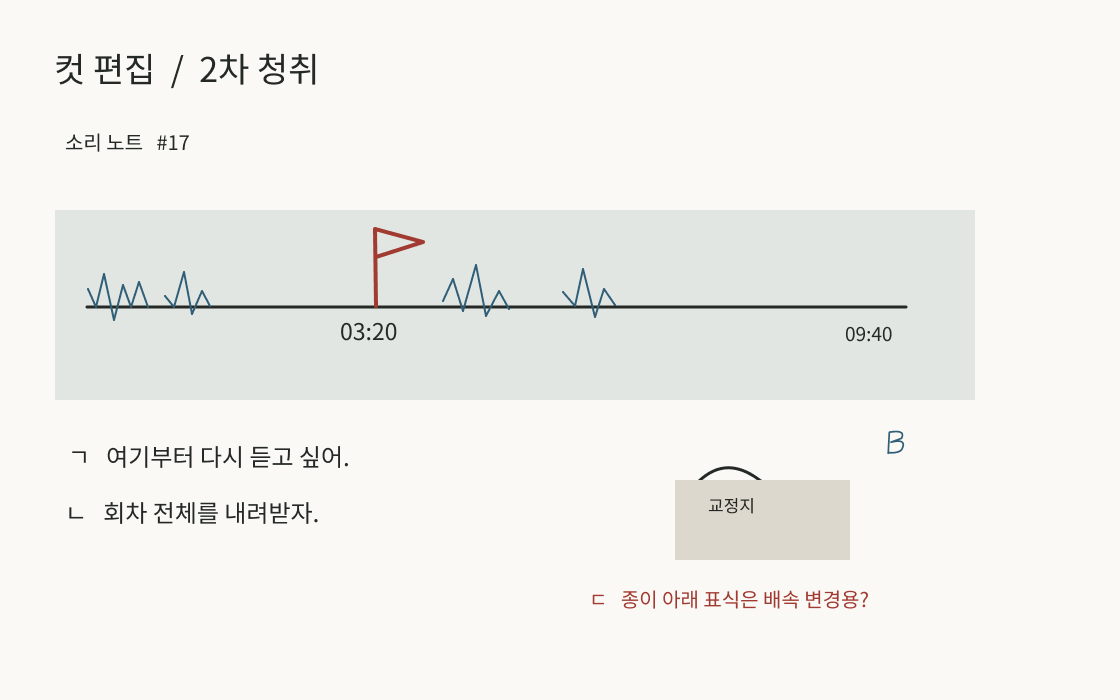 컷 편집 / 2차 청취
소리 노트 #17
03:20
09:40
B
ㄱ 여기부터 다시 듣고 싶어.
ㄴ 회차 전체를 내려받자.
교정지
ㄷ 종이 아래 표식은 배속 변경용?